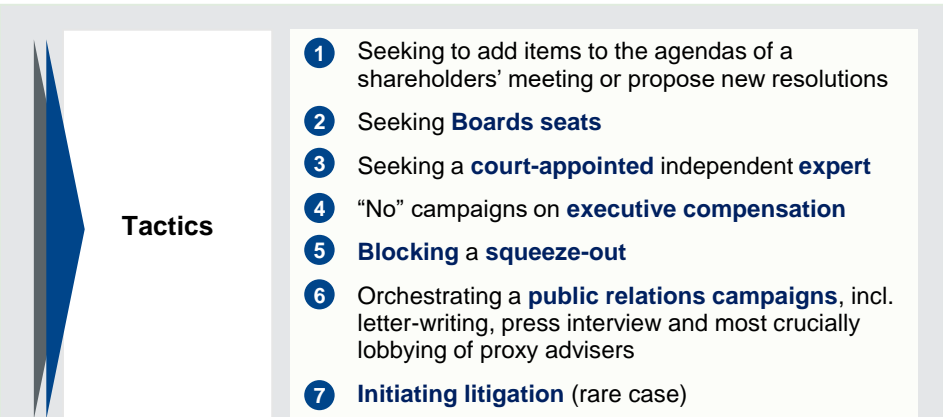 Tactics
1 Seeking to add items to the agendas of a
shareholders’ meeting or propose new resolutions
2 Seeking Boards seats
3 Seeking a court-appointed independent expert
4 “No” campaigns on executive compensation
5 Blocking a squeeze-out
6 Orchestrating a public relations campaigns, incl.
letter-writing, press interview and most crucially
lobbying of proxy advisers
7 Initiating litigation (rare case)